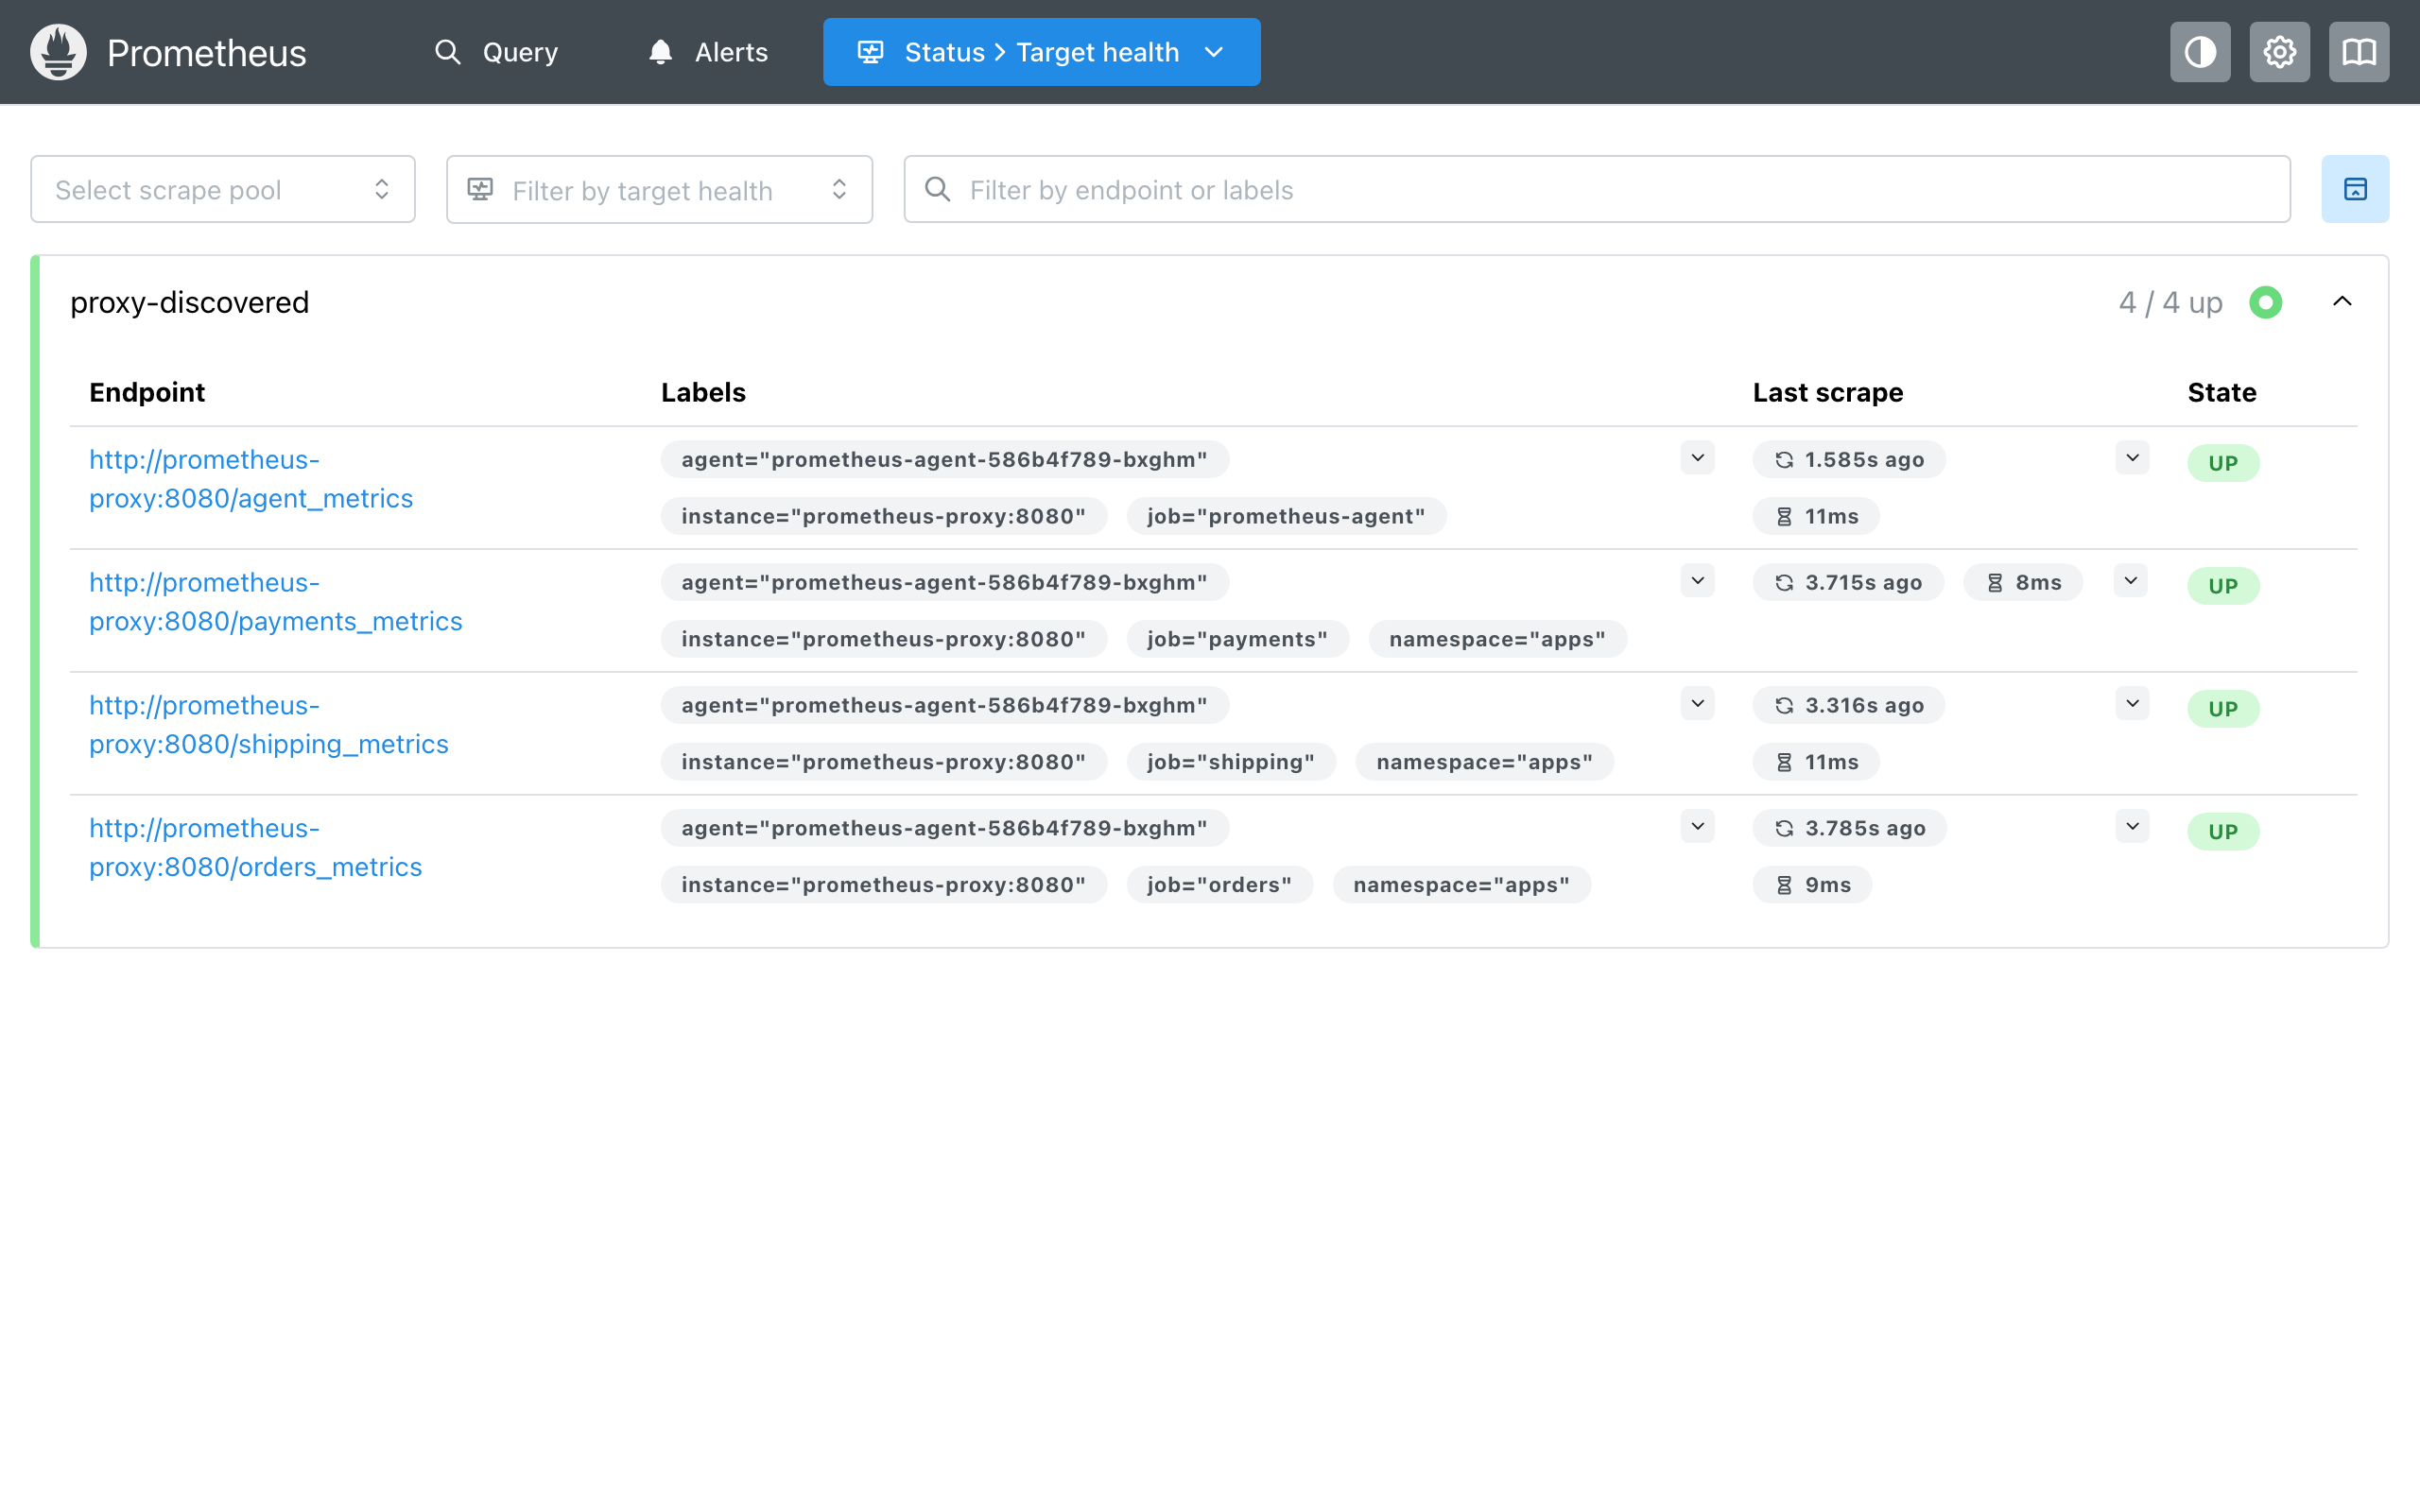 Prometheus Query Alerts Status > Target health
Select scrape pool Filter by target health Filter by endpoint or labels
proxy-discovered 4 / 4 up
Endpoint Labels Last scrape State
http://prometheus- agent="prometheus-agent-586b4f789-bxghm" 1.585s ago UP
proxy:8080/agent_metrics instance="prometheus-proxy:8080" job="prometheus-agent" 11ms
http://prometheus- agent="prometheus-agent-586b4f789-bxghm" 3.715s ago 8ms UP
proxy:8080/payments_metrics instance="prometheus-proxy:8080" job="payments" namespace="apps"
http://prometheus- agent="prometheus-agent-586b4f789-bxghm" 3.316s ago UP
proxy:8080/shipping_metrics instance="prometheus-proxy:8080" job="shipping" namespace="apps" 11ms
http://prometheus- agent="prometheus-agent-586b4f789-bxghm" 3.785s ago UP
proxy:8080/orders_metrics instance="prometheus-proxy:8080" job="orders" namespace="apps" 9ms